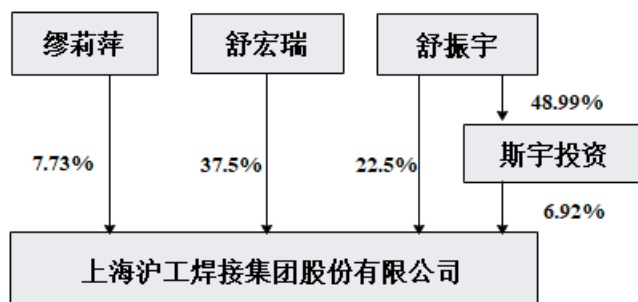 缪莉萍
舒宏瑞
舒振宇
48.99%
7.73%
37.5%
22.5%
斯宇投资
6.92%
上海沪工焊接集团股份有限公司